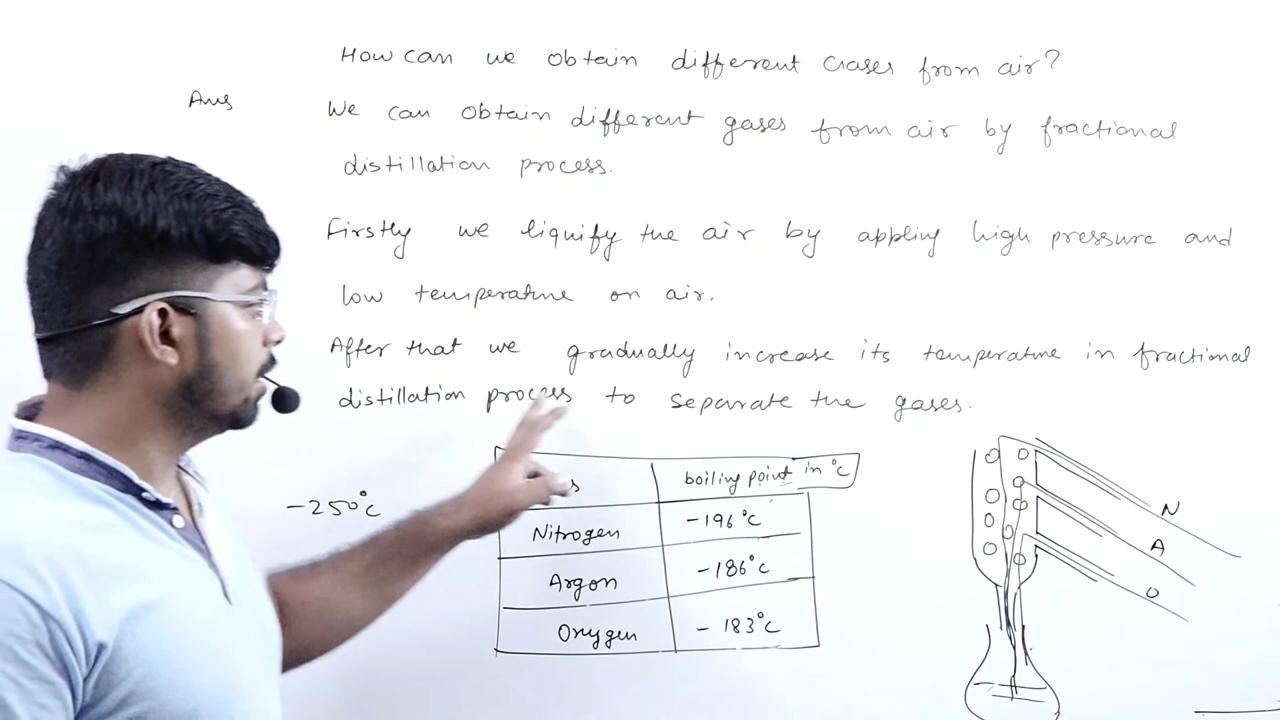 How can we obtain different Gases from air?
Ans
We can obtain different gases from air by fractional
distillation process.
Firstly we liquify the air by appling high pressure and
low temperature on air.
After that we gradually increase its temperature in fractional
distillation process to separate the gases.
s boiling point in °C
-250°C
Nitrogen -196°C
Argon -186°C
Oxygen - 183°C
N
A
O